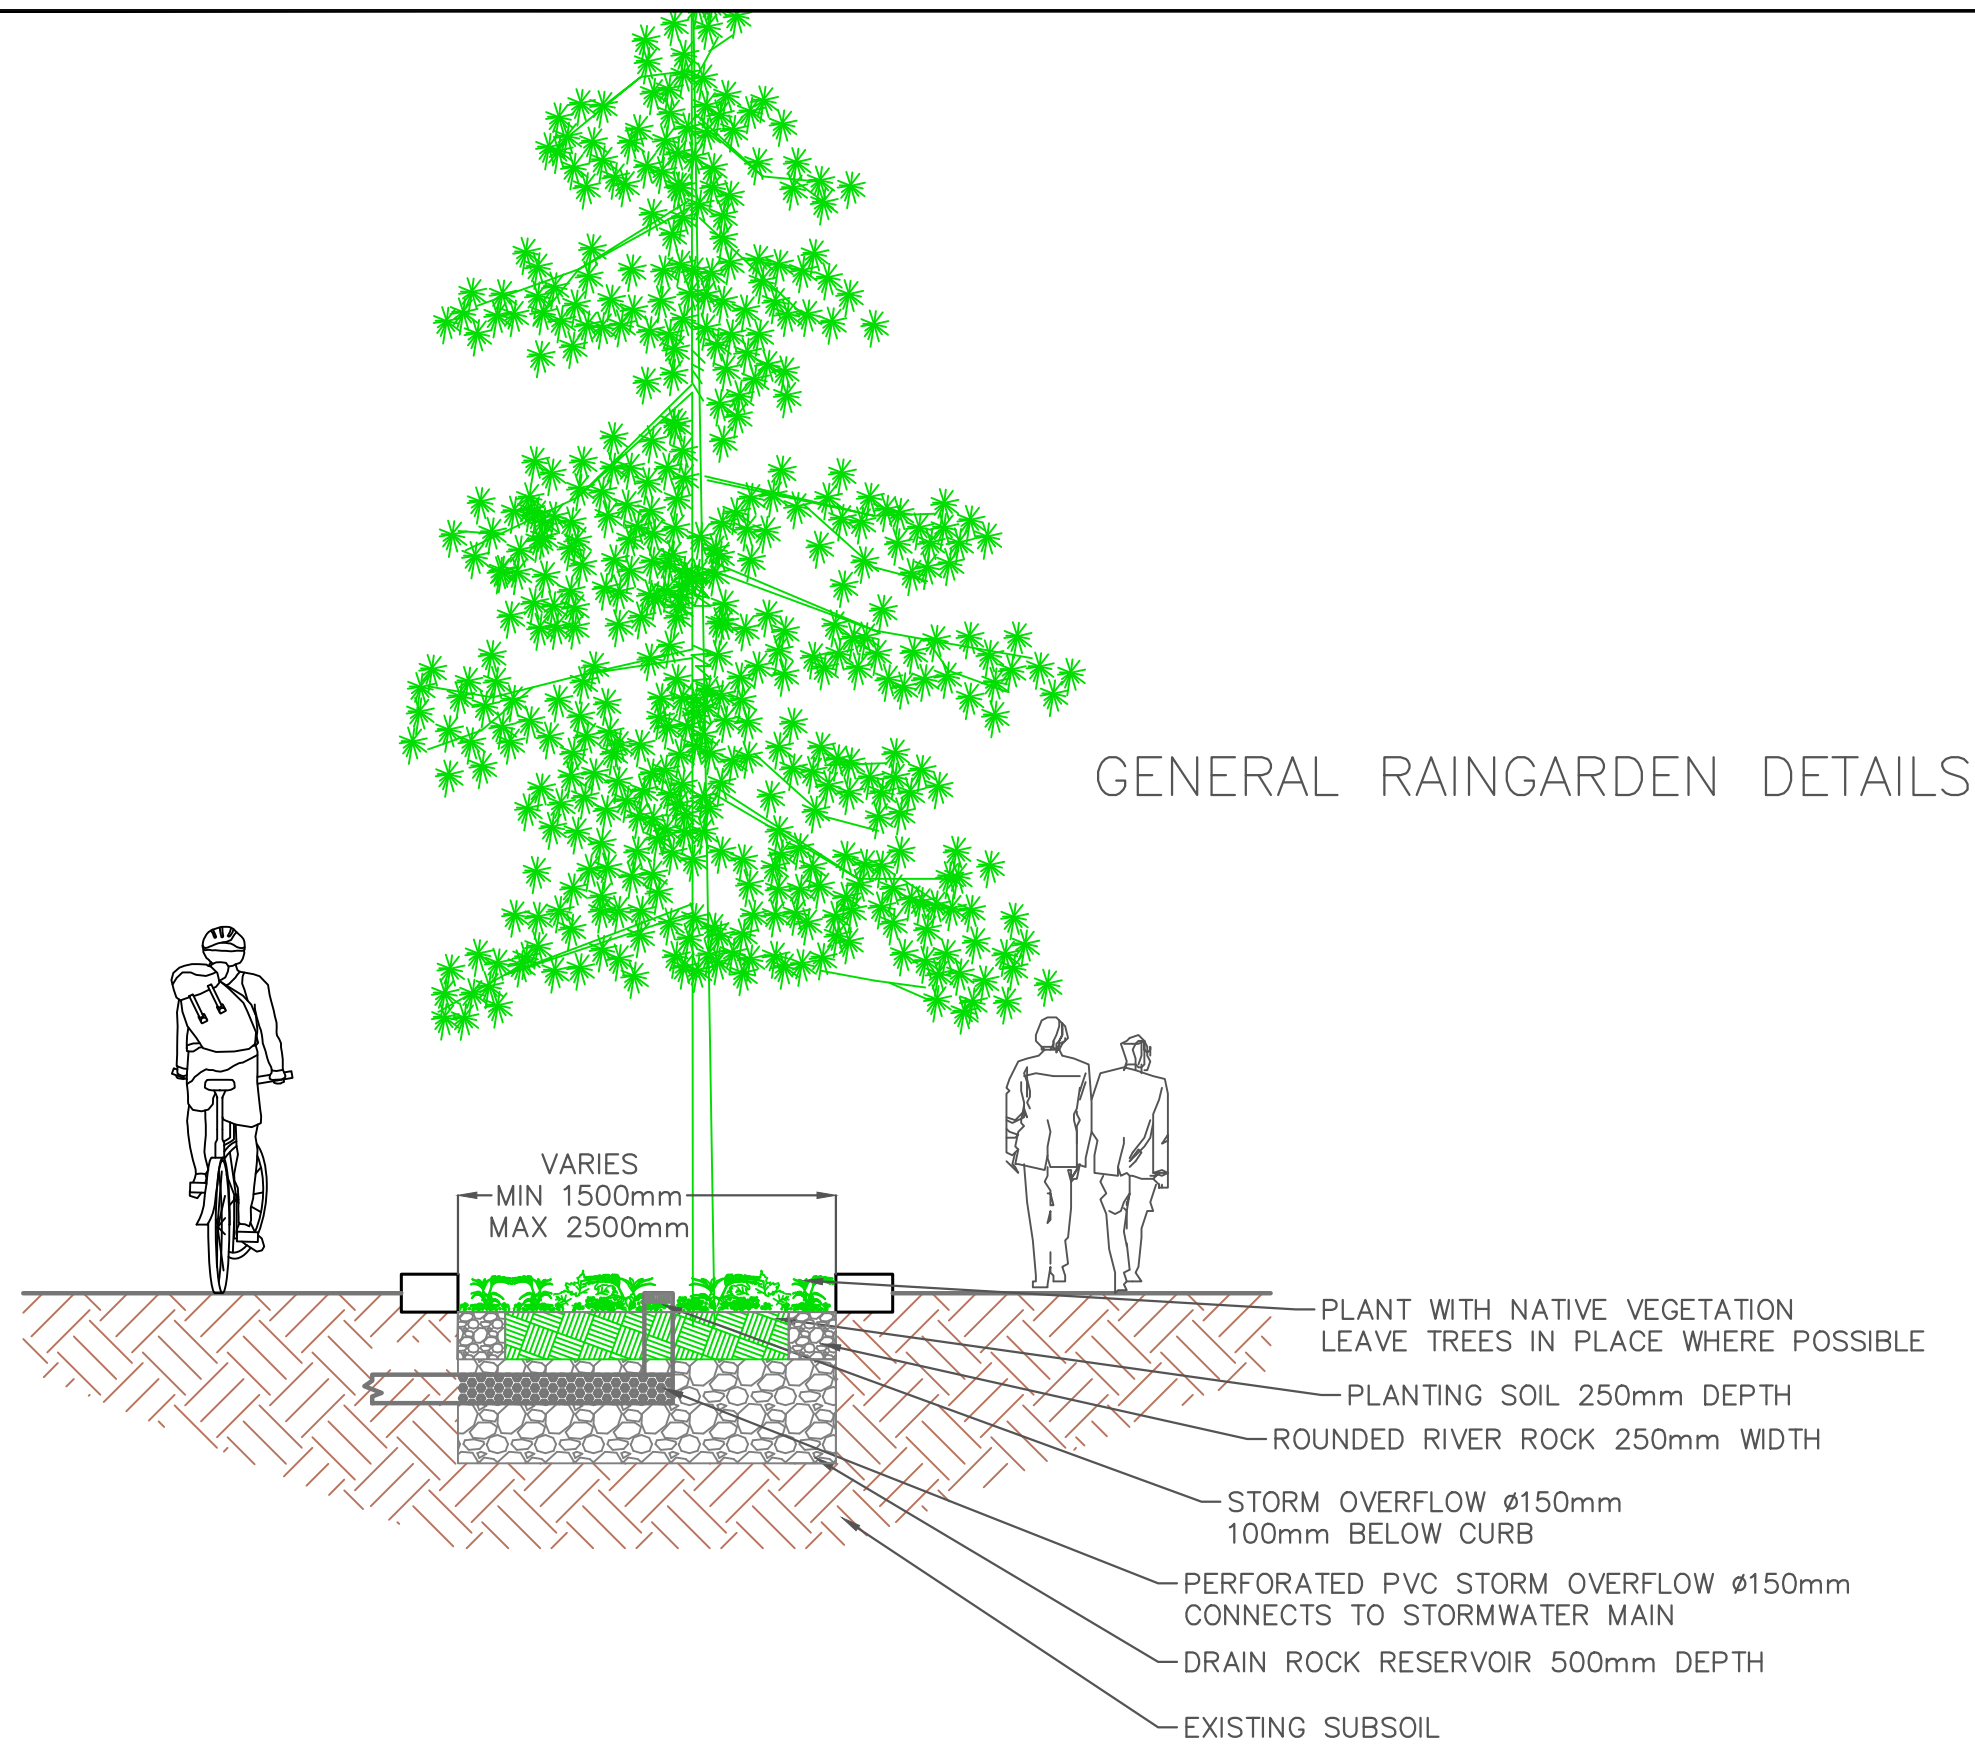 GENERAL RAINGARDEN DETAILS
VARIES
MIN 1500mm
MAX 2500mm
PLANT WITH NATIVE VEGETATION
LEAVE TREES IN PLACE WHERE POSSIBLE
PLANTING SOIL 250mm DEPTH
ROUNDED RIVER ROCK 250mm WIDTH
STORM OVERFLOW ø150mm
100mm BELOW CURB
PERFORATED PVC STORM OVERFLOW ø150mm
CONNECTS TO STORMWATER MAIN
DRAIN ROCK RESERVOIR 500mm DEPTH
EXISTING SUBSOIL